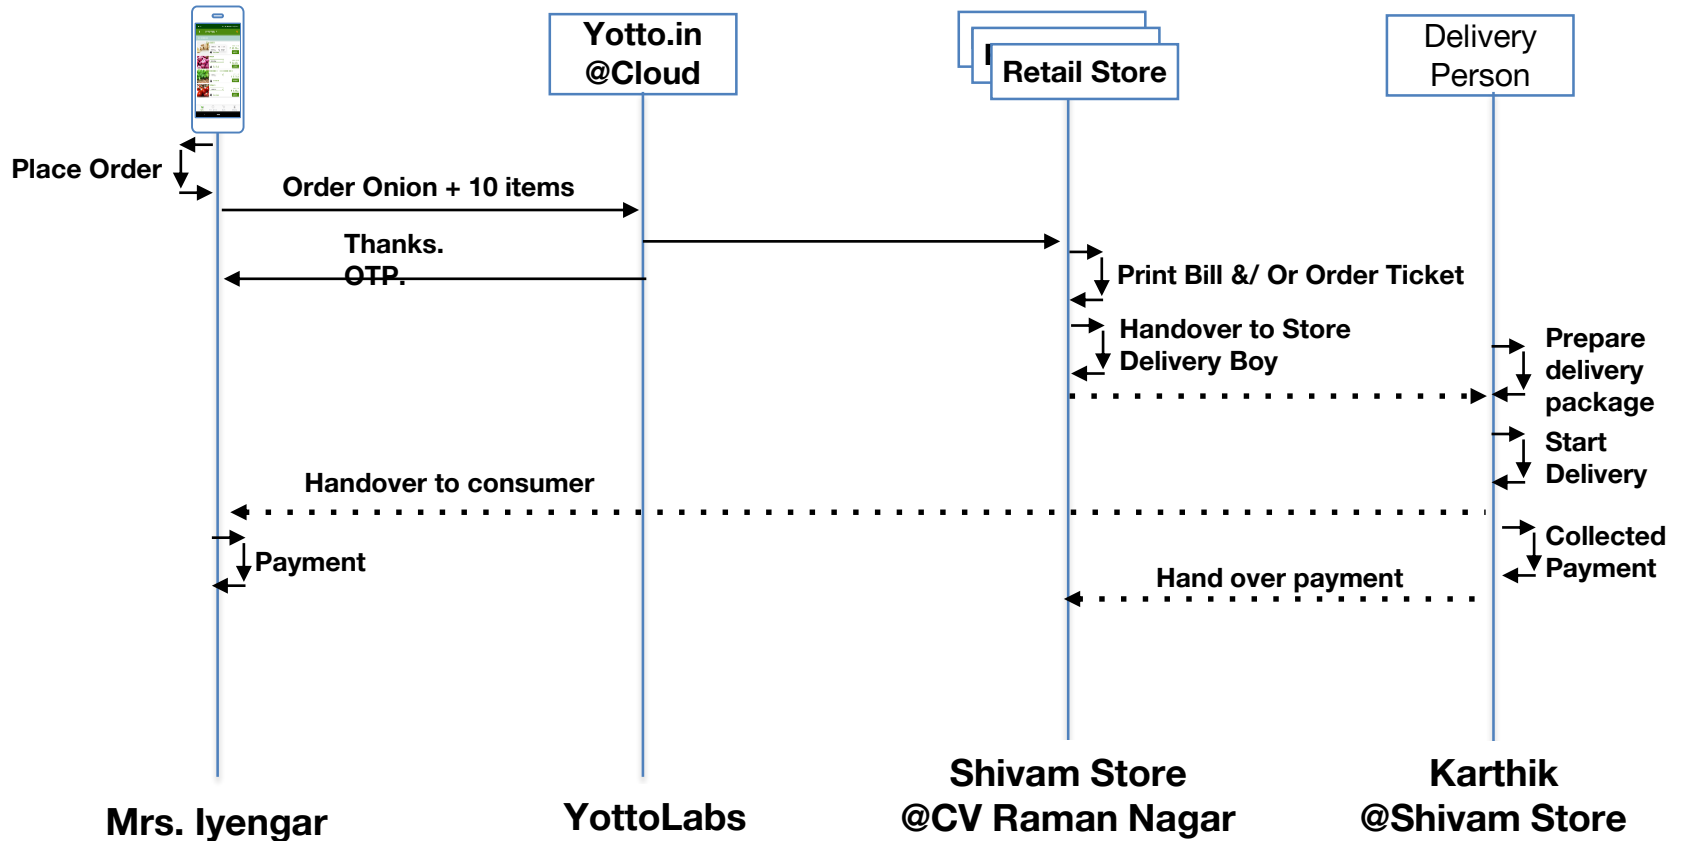 Yotto.in
@Cloud
Retail Store
Delivery
Person
Place Order
Order Onion + 10 items
Thanks.
OTP.
Print Bill &/ Or Order Ticket
Handover to Store
Delivery Boy
Prepare
delivery
package
Start
Delivery
Handover to consumer
Payment
Collected
Payment
Hand over payment
Mrs. Iyengar
YottoLabs
Shivam Store
@CV Raman Nagar
Karthik
@Shivam Store